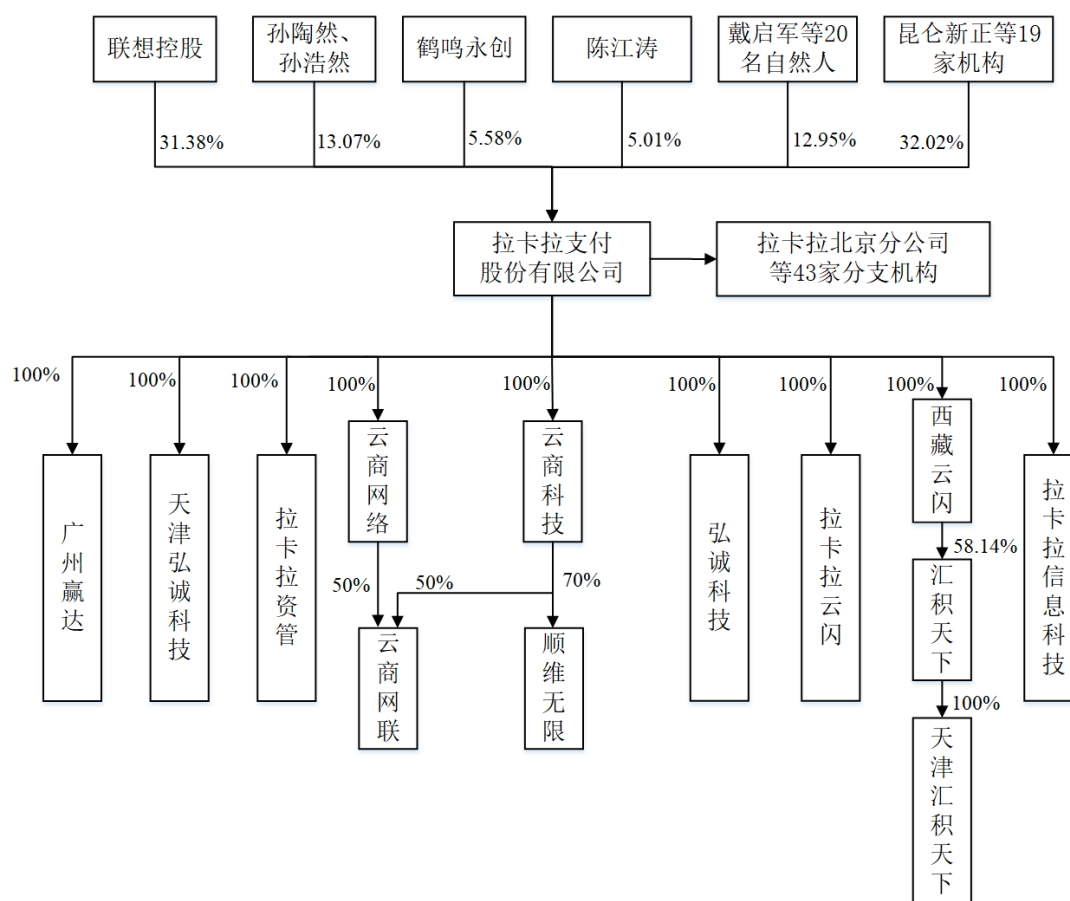 联想控股
孙陶然、
孙浩然
鹤鸣永创
陈江涛
戴启军等20
名自然人
昆仑新正等19
家机构
31.38%
13.07%
5.58%
5.01%
12.95%
32.02%
拉卡拉支付
股份有限公司
拉卡拉北京分公司
等43家分支机构
100%
100%
100%
100%
100%
100%
100%
100%
100%
广州赢达
天津弘诚科技
拉卡拉资管
云商网络
云商科技
弘诚科技
拉卡拉云闪
西藏云闪
拉卡拉信息科技
50%
50%
70%
58.14%
云商网联
顺维无限
汇积天下
100%
天津汇积天下